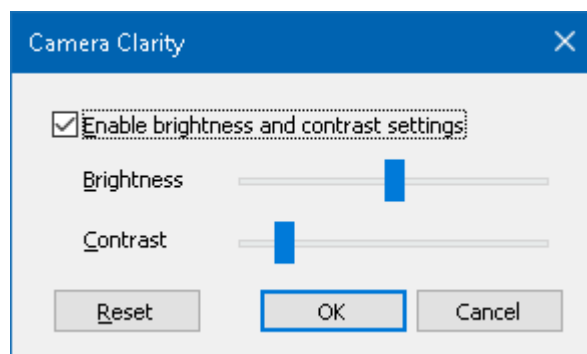 Camera Clarity
Enable brightness and contrast settings
Brightness
Contrast
Reset OK Cancel